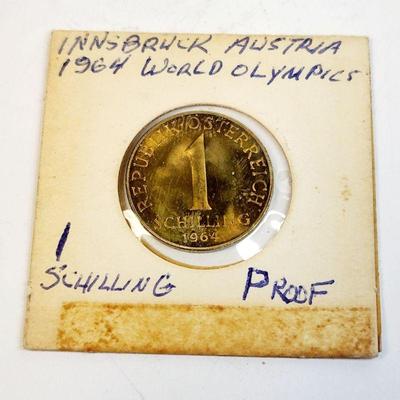 INNSBRUCK AUSTRIA
1964 WORLD OLYMPICS
REPUBLIK ÖSTERREICH
1
SCHILLING
1964
1
SCHILLING PROOF